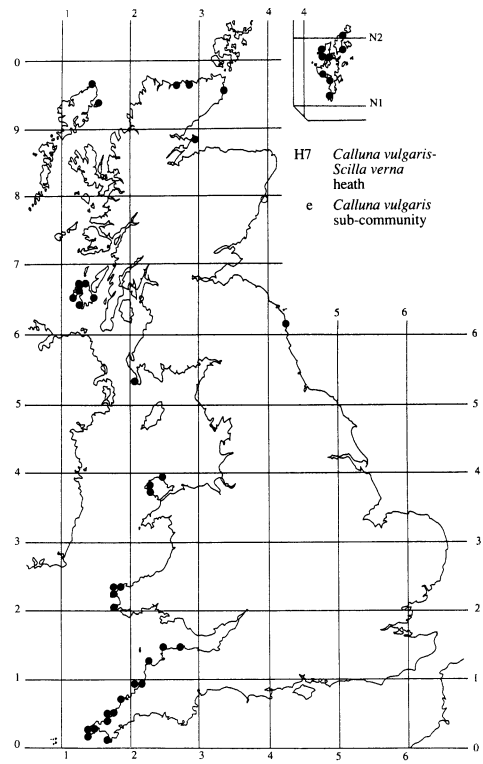 1 2 3 4
N2
N1
0
9
8
7
6
5
4
3
2
1
0
H7 Calluna vulgaris-
Scilla verna
heath
e Calluna vulgaris
sub-community
5 6
6
5
4
3
2
1
0
1 2 3 4 5 6